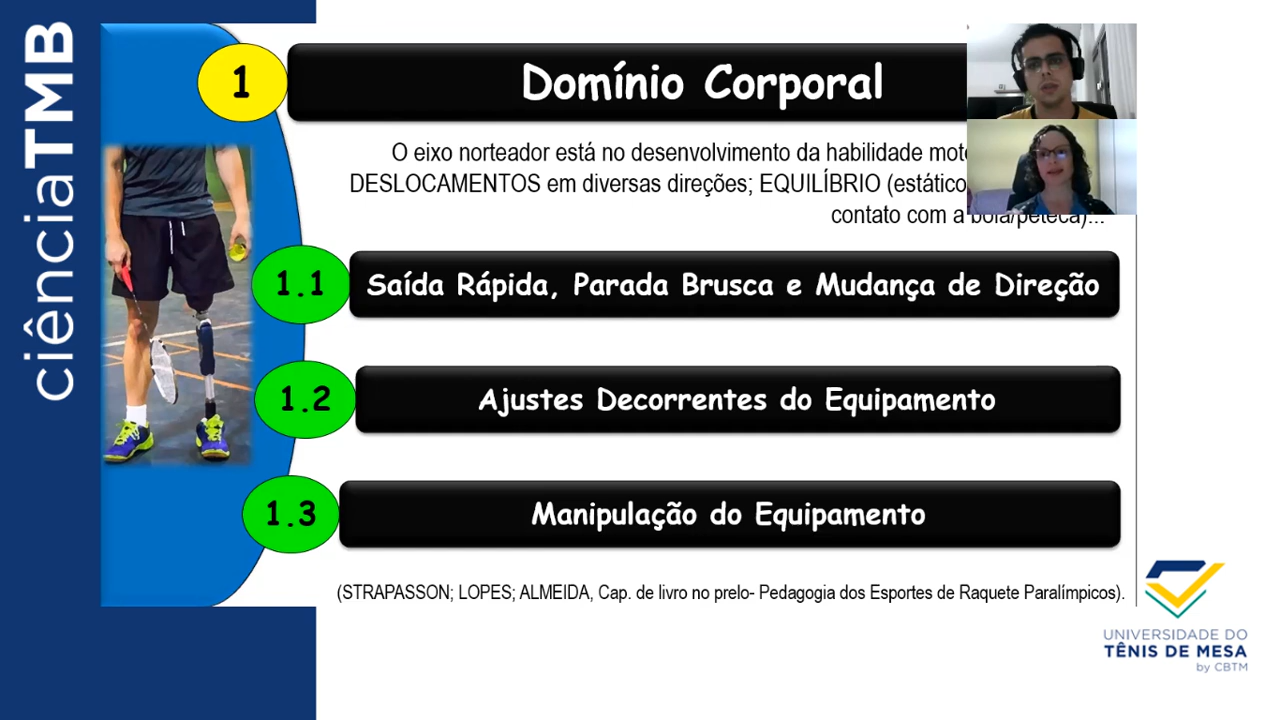 ciênciaTMB
1
Domínio Corporal
O eixo norteador está no desenvolvimento da habilidade
DESLOCAMENTOS em diversas direções; EQUILÍBRIO (estático
contato com a bola/peteca)...
1.1
Saída Rápida, Parada Brusca e Mudança de Direção
1.2
Ajustes Decorrentes do Equipamento
1.3
Manipulação do Equipamento
(STRAPASSON; LOPES; ALMEIDA, Cap. de livro no prelo- Pedagogia dos Esportes de Raquete Paralímpicos).
UNIVERSIDADE DO
TÊNIS DE MESA
by CBTM